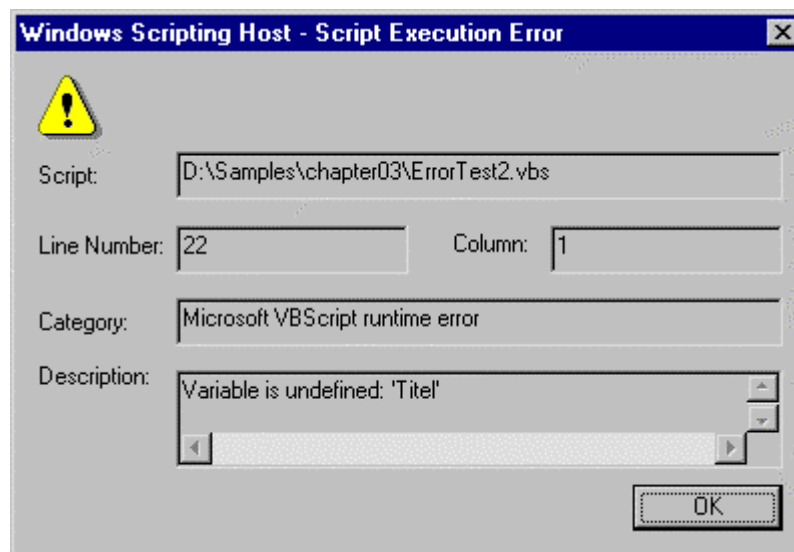 Windows Scripting Host - Script Execution Error
Script: D:\Samples\chapter03\ErrorTest2.vbs
Line Number: 22 Column: 1
Category: Microsoft VBScript runtime error
Description: Variable is undefined: 'Titel'
OK